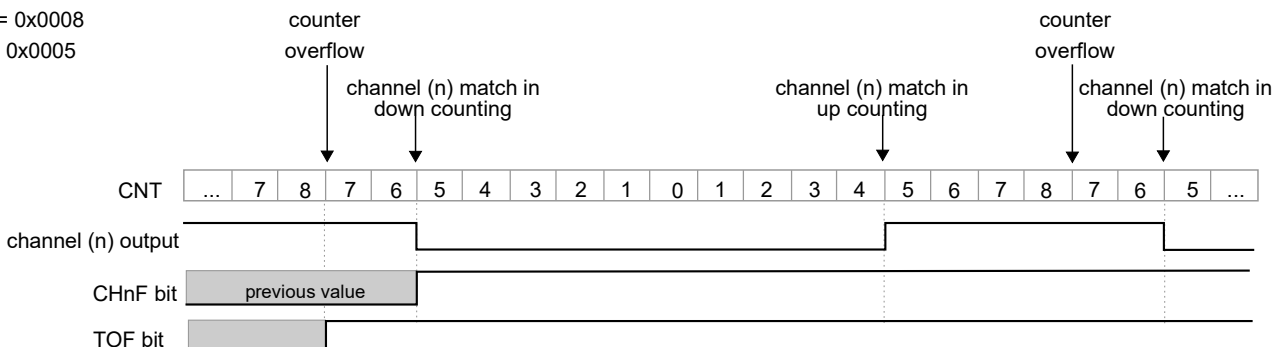 = 0x0008
0x0005
counter
overflow
counter
overflow
channel (n) match in
down counting
channel (n) match in
up counting
channel (n) match in
down counting
CNT ... 7 8 7 6 5 4 3 2 1 0 1 2 3 4 5 6 7 8 7 6 5 ...
channel (n) output
CHnF bit previous value
TOF bit